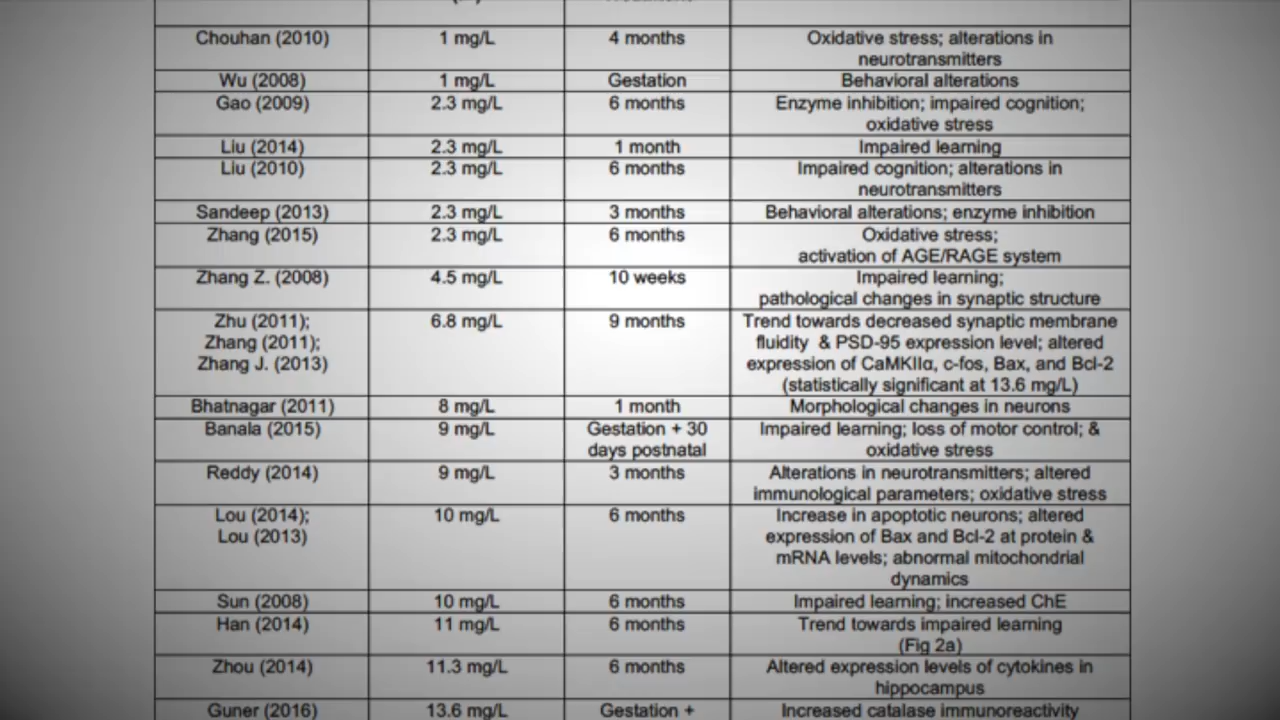 Chouhan (2010) 1 mg/L 4 months Oxidative stress; alterations in
neurotransmitters
Wu (2008) 1 mg/L Gestation Behavioral alterations
Gao (2009) 2.3 mg/L 6 months Enzyme inhibition; impaired cognition;
oxidative stress
Liu (2014) 2.3 mg/L 1 month Impaired learning
Liu (2010) 2.3 mg/L 6 months Impaired cognition; alterations in
neurotransmitters
Sandeep (2013) 2.3 mg/L 3 months Behavioral alterations; enzyme inhibition
Zhang (2015) 2.3 mg/L 6 months Oxidative stress;
activation of AGE/RAGE system
Zhang Z. (2008) 4.5 mg/L 10 weeks Impaired learning;
pathological changes in synaptic structure
Zhu (2011); 6.8 mg/L 9 months Trend towards decreased synaptic membrane
Zhang (2011); fluidity & PSD-95 expression level; altered
Zhang J. (2013) expression of CaMKIIα, c-fos, Bax, and Bcl-2
(statistically significant at 13.6 mg/L)
Bhatnagar (2011) 8 mg/L 1 month Morphological changes in neurons
Banala (2015) 9 mg/L Gestation + 30 Impaired learning; loss of motor control; &
days postnatal oxidative stress
Reddy (2014) 9 mg/L 3 months Alterations in neurotransmitters; altered
immunological parameters; oxidative stress
Lou (2014); 10 mg/L 6 months Increase in apoptotic neurons; altered
Lou (2013) expression of Bax and Bcl-2 at protein &
mRNA levels; abnormal mitochondrial
dynamics
Sun (2008) 10 mg/L 6 months Impaired learning; increased ChE
Han (2014) 11 mg/L 6 months Trend towards impaired learning
(Fig 2a)
Zhou (2014) 11.3 mg/L 6 months Altered expression levels of cytokines in
hippocampus
Guner (2016) 13.6 mg/L Gestation + Increased catalase immunoreactivity